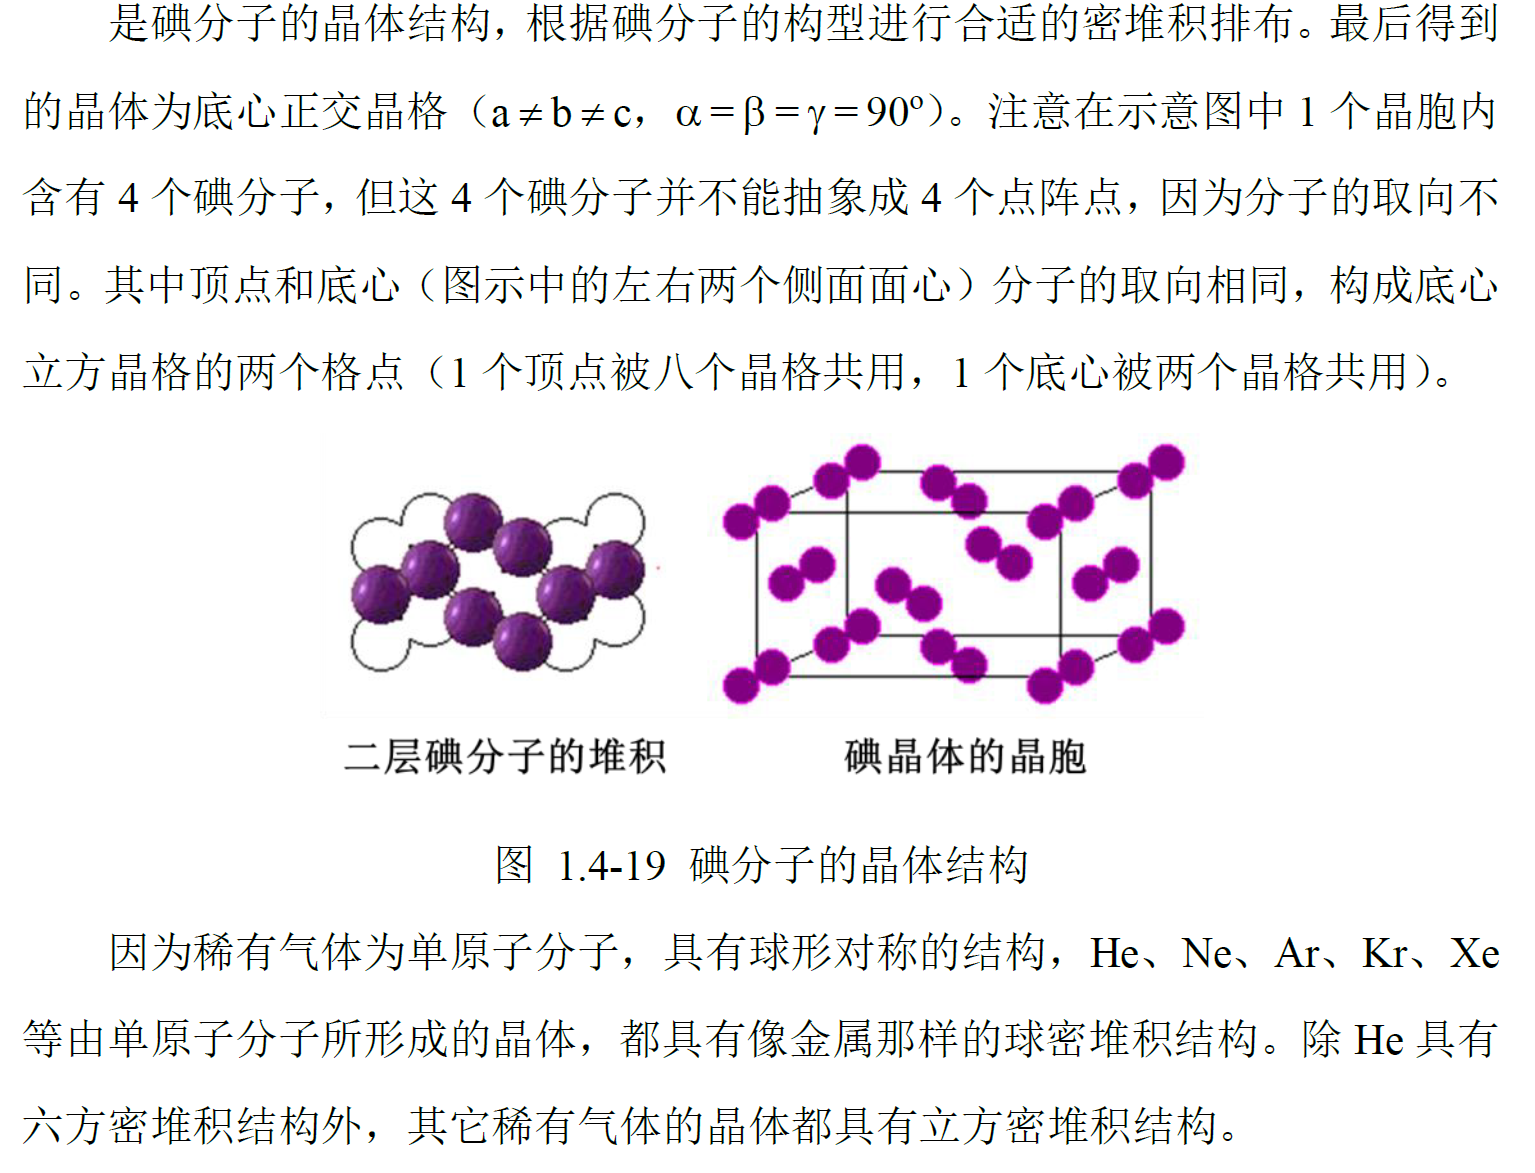 是碘分子的晶体结构，根据碘分子的构型进行合适的密堆积排布。最后得到
的晶体为底心正交晶格（a ≠ b ≠ c，α = β = γ = 90º）。注意在示意图中 1 个晶胞内
含有 4 个碘分子，但这 4 个碘分子并不能抽象成 4 个点阵点，因为分子的取向不
同。其中顶点和底心（图示中的左右两个侧面面心）分子的取向相同，构成底心
立方晶格的两个格点（1 个顶点被八个晶格共用，1 个底心被两个晶格共用）。
二层碘分子的堆积
碘晶体的晶胞
图 1.4-19 碘分子的晶体结构
因为稀有气体为单原子分子，具有球形对称的结构，He、Ne、Ar、Kr、Xe
等由单原子分子所形成的晶体，都具有像金属那样的球密堆积结构。除 He 具有
六方密堆积结构外，其它稀有气体的晶体都具有立方密堆积结构。